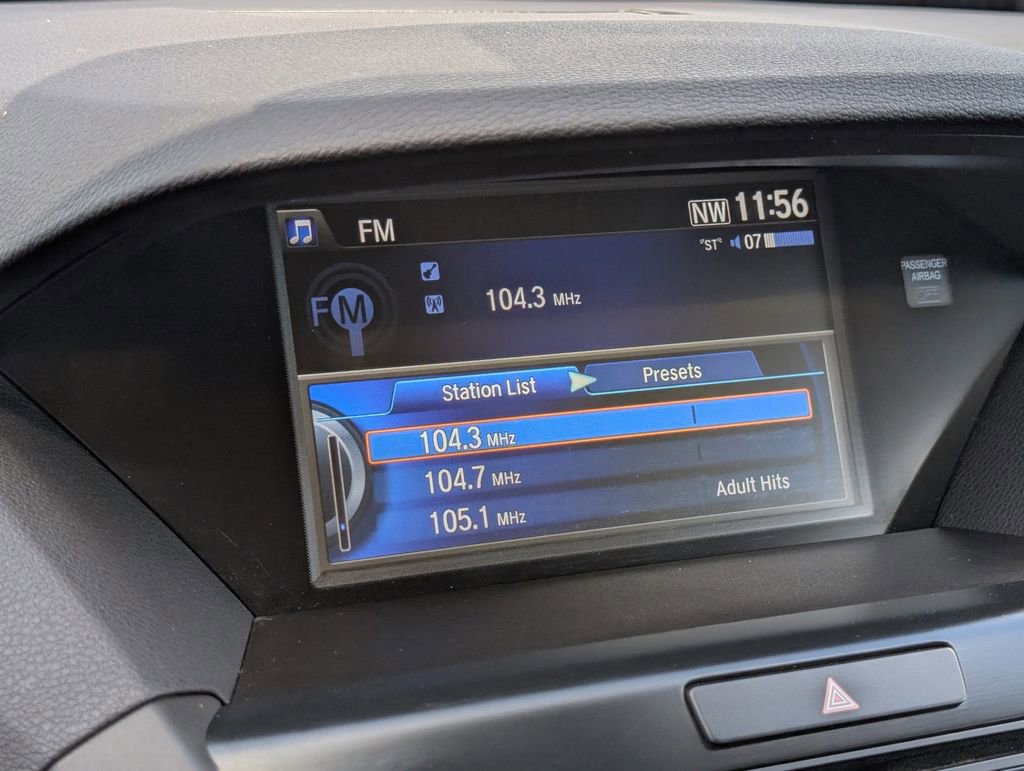 FM
NW 11:56
"ST" 07
FM
104.3 MHz
PASSENGER
AIRBAG
OFF
Station List
Presets
104.3 MHz
104.7 MHz
Adult Hits
105.1 MHz